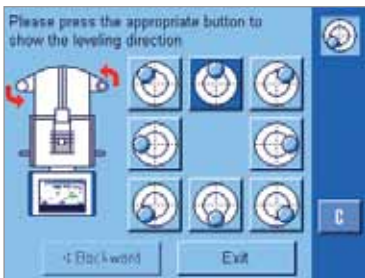 Please press the appropriate button to
show the leveling direction
C
< Backward
Exit